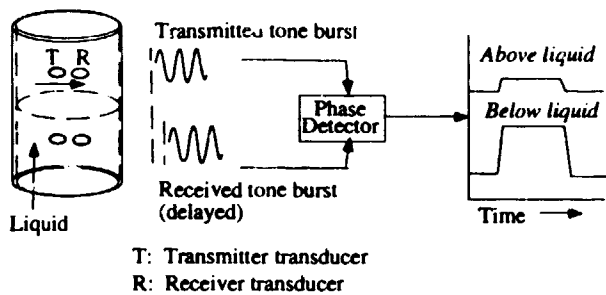 Transmitted tone burst
T R
Above liquid
Phase
Detector
Below liquid
Received tone burst
(delayed)
Liquid
Time
T: Transmitter transducer
R: Receiver transducer